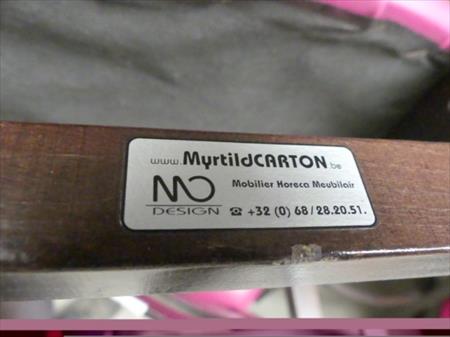 www.MyrtildCARTON.be
MO
DESIGN
Mobilier Horeca Meubilair
☎ +32 (0) 68/28.20.51.